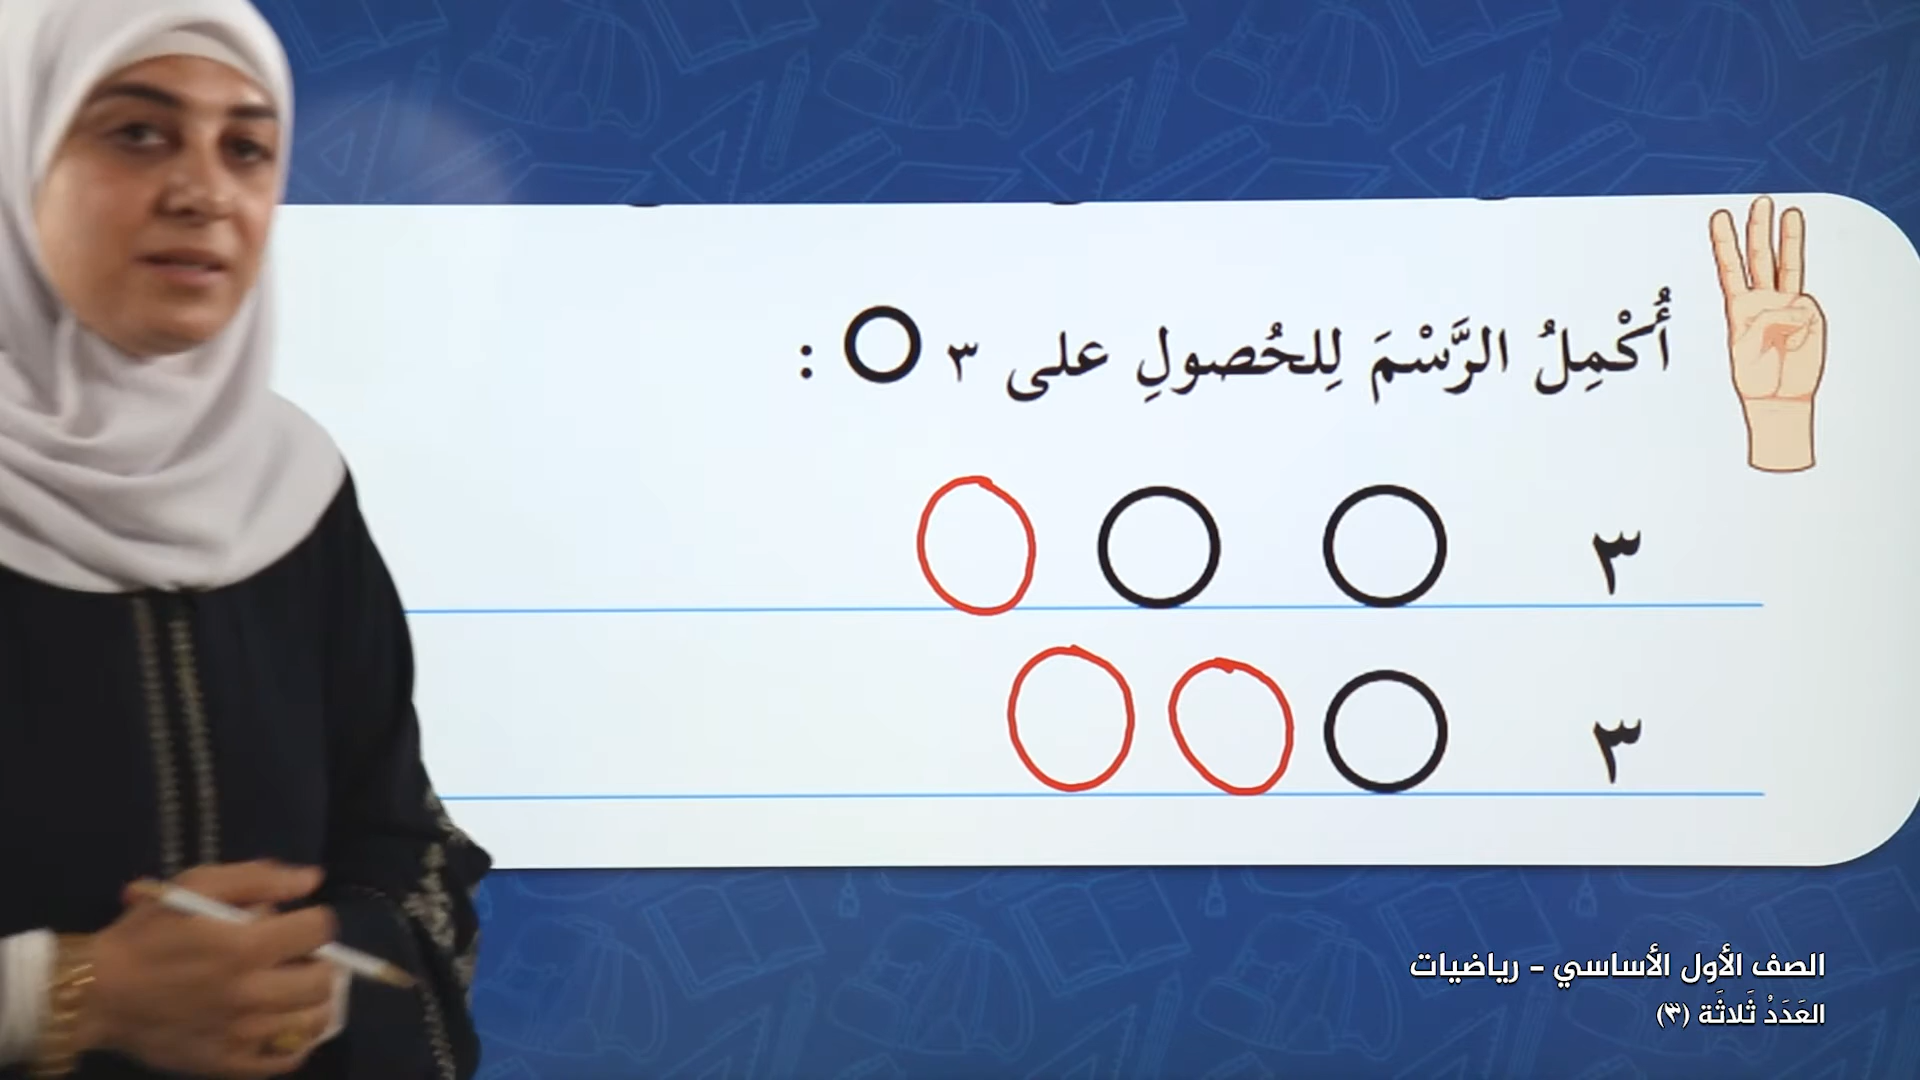 أُكْمِلُ الرَّسْمَ لِلحُصولِ على ٣ :
٣
٣
الصف الأول الأساسي - رياضيات
العَدَدُ ثَلاثَة (٣)